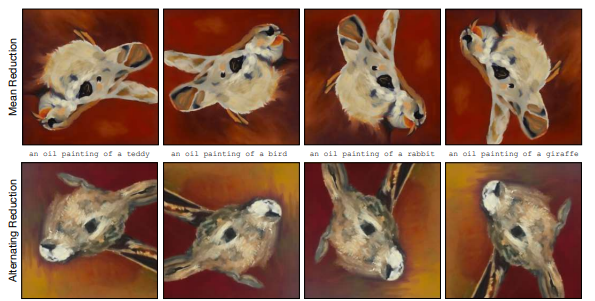 Mean Reduction
an oil painting of a teddy
an oil painting of a bird
an oil painting of a rabbit
an oil painting of a giraffe
Alternating Reduction